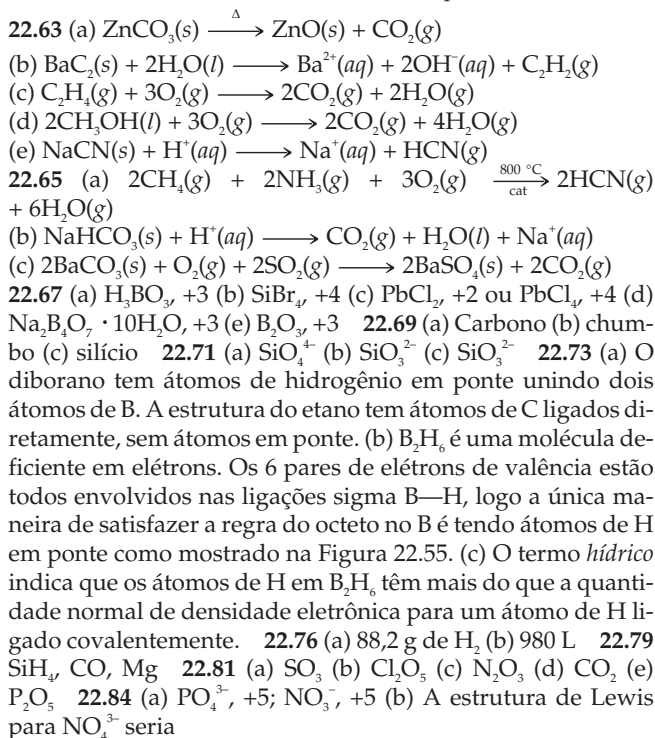 22.63 (a) ZnCO₃(s) —Δ→ ZnO(s) + CO₂(g)
(b) BaC₂(s) + 2H₂O(l) ⟶ Ba²⁺(aq) + 2OH⁻(aq) + C₂H₂(g)
(c) C₂H₄(g) + 3O₂(g) ⟶ 2CO₂(g) + 2H₂O(g)
(d) 2CH₃OH(l) + 3O₂(g) ⟶ 2CO₂(g) + 4H₂O(g)
(e) NaCN(s) + H⁺(aq) ⟶ Na⁺(aq) + HCN(g)
22.65 (a) 2CH₄(g) + 2NH₃(g) + 3O₂(g) —800 °C/cat→ 2HCN(g)
+ 6H₂O(g)
(b) NaHCO₃(s) + H⁺(aq) ⟶ CO₂(g) + H₂O(l) + Na⁺(aq)
(c) 2BaCO₃(s) + O₂(g) + 2SO₂(g) ⟶ 2BaSO₄(s) + 2CO₂(g)
22.67 (a) H₃BO₃, +3 (b) SiBr₄, +4 (c) PbCl₂, +2 ou PbCl₄, +4 (d)
Na₂B₄O₇ · 10H₂O, +3 (e) B₂O₃, +3 22.69 (a) Carbono (b) chum-
bo (c) silício 22.71 (a) SiO₄⁴⁻ (b) SiO₃²⁻ (c) SiO₃²⁻ 22.73 (a) O
diborano tem átomos de hidrogênio em ponte unindo dois
átomos de B. A estrutura do etano tem átomos de C ligados di-
retamente, sem átomos em ponte. (b) B₂H₆ é uma molécula de-
ficiente em elétrons. Os 6 pares de elétrons de valência estão
todos envolvidos nas ligações sigma B—H, logo a única ma-
neira de satisfazer a regra do octeto no B é tendo átomos de H
em ponte como mostrado na Figura 22.55. (c) O termo hídrico
indica que os átomos de H em B₂H₆ têm mais do que a quanti-
dade normal de densidade eletrônica para um átomo de H li-
gado covalentemente. 22.76 (a) 88,2 g de H₂ (b) 980 L 22.79
SiH₄, CO, Mg 22.81 (a) SO₃ (b) Cl₂O₅ (c) N₂O₃ (d) CO₂ (e)
P₂O₅ 22.84 (a) PO₄³⁻, +5; NO₃⁻, +5 (b) A estrutura de Lewis
para NO₄³⁻ seria